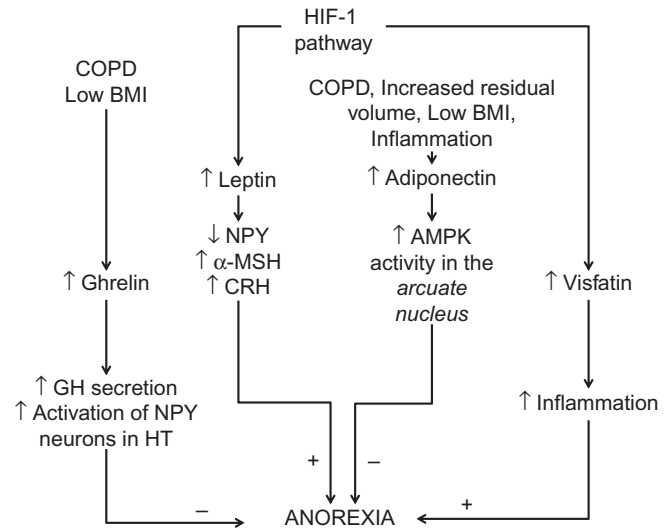 HIF-1
pathway
COPD
Low BMI
COPD, Increased residual
volume, Low BMI,
Inflammation
↑ Leptin
↑ Adiponectin
↓ NPY
↑ α-MSH
↑ CRH
↑ AMPK
activity in the
arcuate
nucleus
↑ Ghrelin
↑ Visfatin
↑ GH secretion
↑ Activation of NPY
neurons in HT
↑ Inflammation
+
–
–
+
ANOREXIA